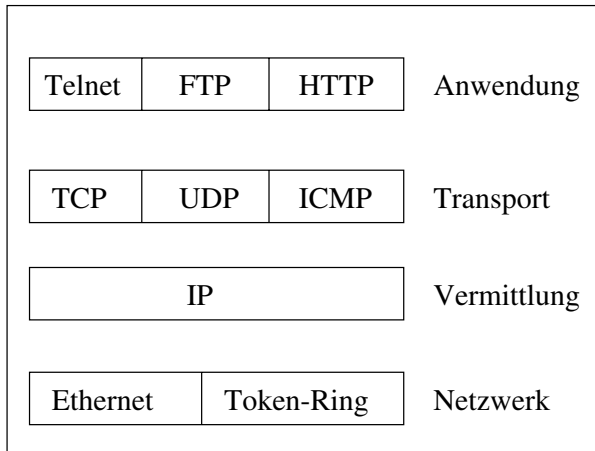 Telnet FTP HTTP Anwendung
TCP UDP ICMP Transport
IP Vermittlung
Ethernet Token-Ring Netzwerk